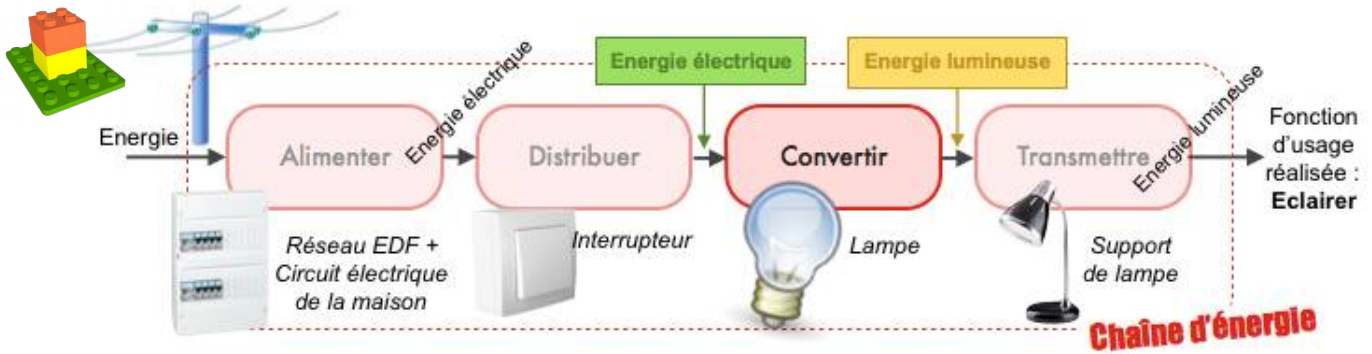 Energie électrique
Energie lumineuse
Energie
Alimenter
Energie électrique
Distribuer
Convertir
Transmettre
Energie lumineuse
Fonction
d'usage
réalisée :
Eclairer
Réseau EDF +
Circuit électrique
de la maison
Interrupteur
Lampe
Support
de lampe
Chaîne d'énergie